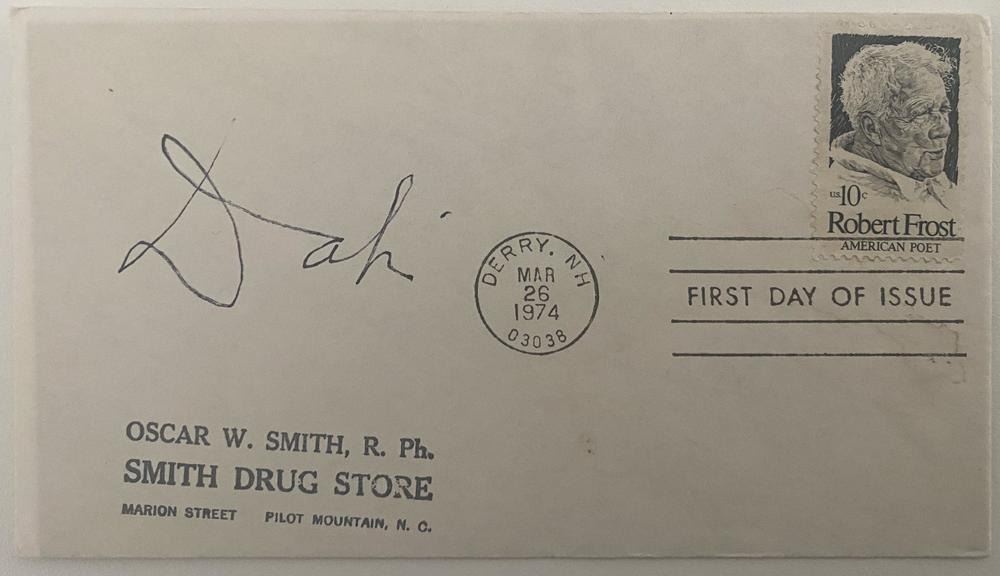 us. 10c
Robert Frost
AMERICAN POET
DERRY, NH
MAR
26
1974
03038
FIRST DAY OF ISSUE
OSCAR W. SMITH, R. Ph.
SMITH DRUG STORE
MARION STREET PILOT MOUNTAIN, N. C.